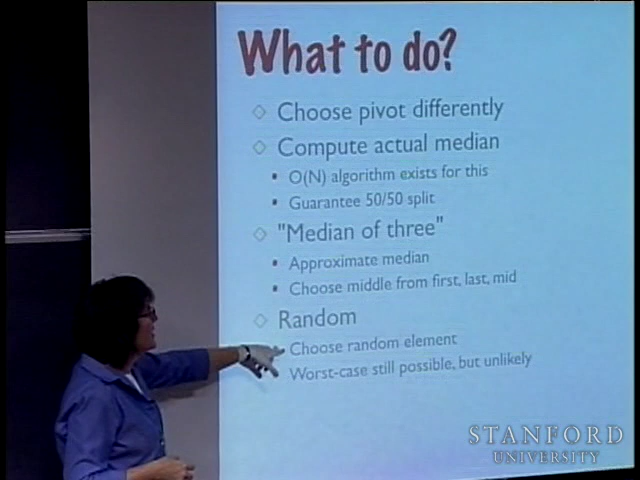 What to do?
Choose pivot differently
Compute actual median
O(N) algorithm exists for this
Guarantee 50/50 split
"Median of three"
Approximate median
Choose middle from first, last, mid
Random
Choose random element
Worst-case still possible, but unlikely
STANFORD
UNIVERSITY